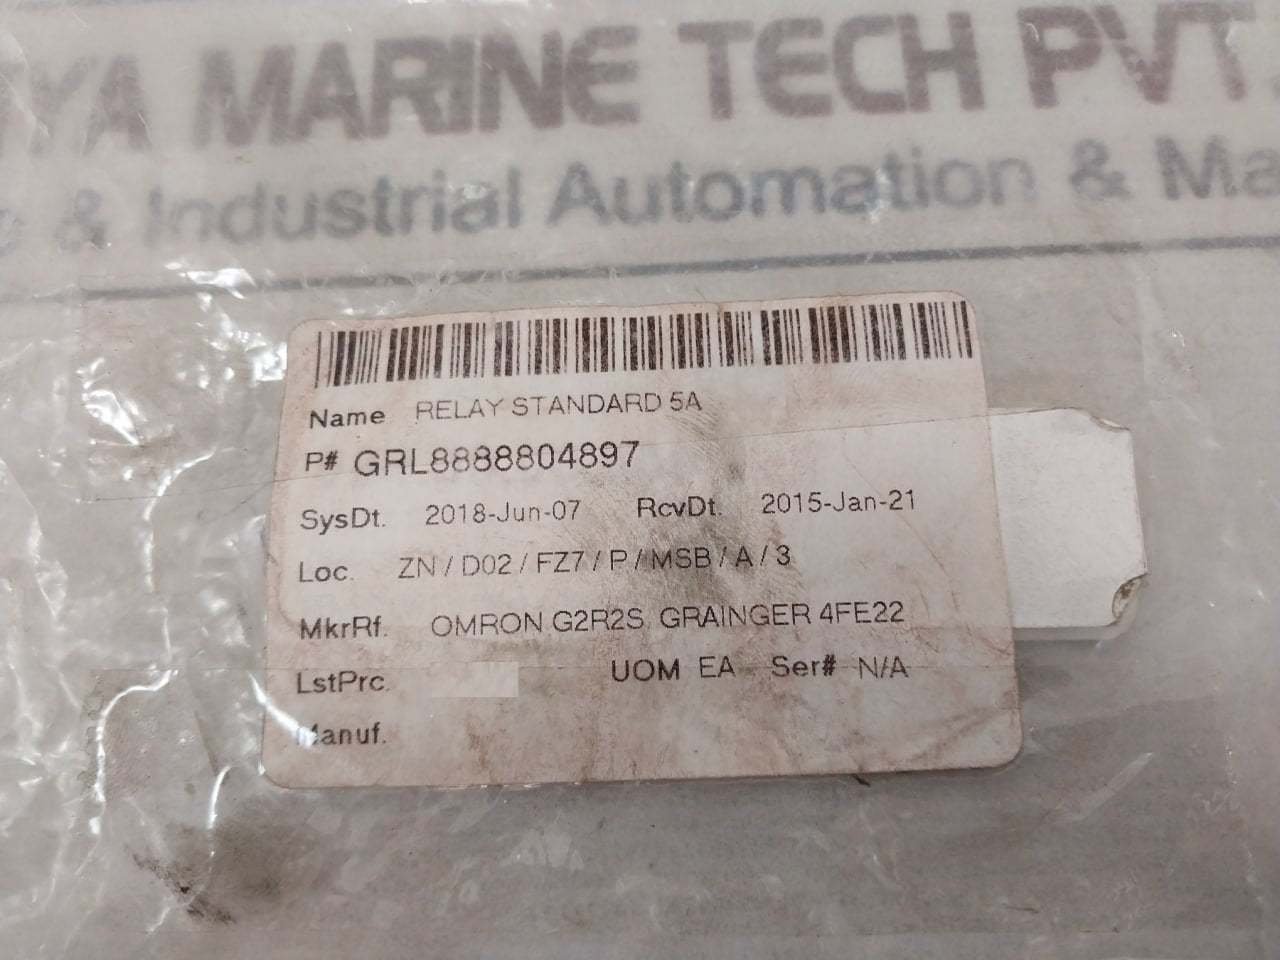 YA MARINE TECH PVT.
& Industrial Automation & Ma
Name RELAY STANDARD 5A
P# GRL8888804897
SysDt. 2018-Jun-07 RcvDt. 2015-Jan-21
Loc. ZN / D02 / FZ7 / P / MSB / A / 3
MkrRf. OMRON G2R2S, GRAINGER 4FE22
LstPrc. UOM EA Ser# N/A
Manuf.